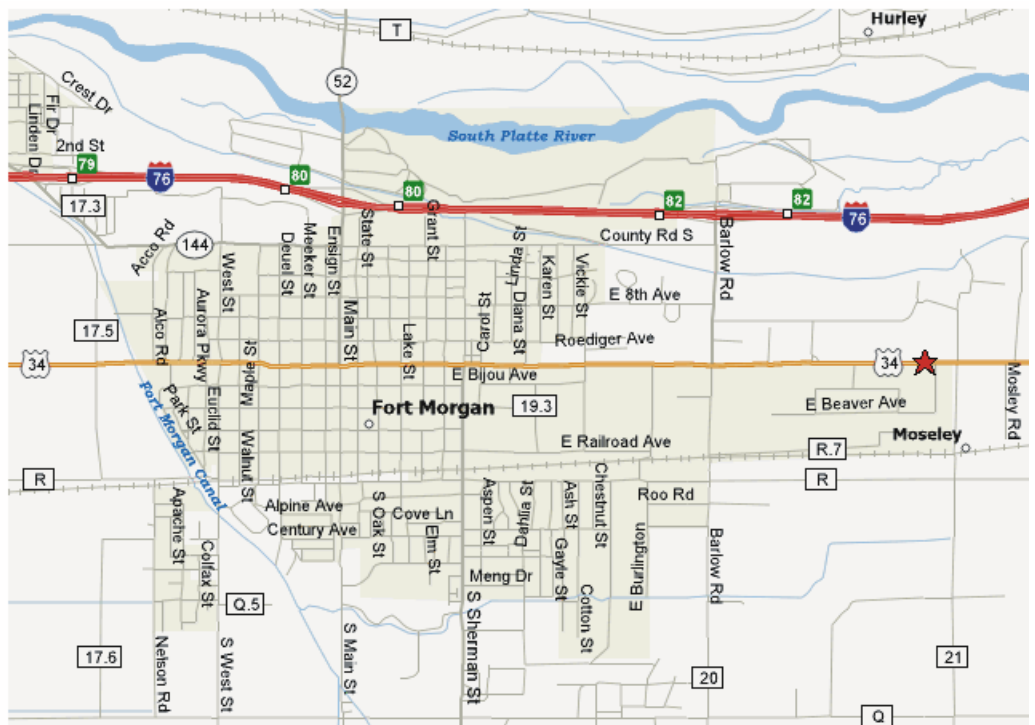 Hurley
T
52
Crest Dr
Fir Dr
Linden Dr
South Platte River
2nd St
79
76
80
80
82
82
76
17.3
Acco Rd
144
West St
Deuel St
Meeker St
Ensign St
State St
Grant St
Linda St
Karen St
Vickie St
County Rd S
Barlow Rd
E 8th Ave
17.5
Alco Rd
Aurora Pkwy
Maple St
Main St
Lake St
Carol St
Diana St
Roediger Ave
34
34
E Bijou Ave
Mosley Rd
Park St
Euclid St
Walnut St
Fort Morgan
19.3
E Beaver Ave
Fort Morgan Canal
E Railroad Ave
Moseley
R.7
R
R
Apache St
Alpine Ave
Century Ave
S Oak St
Cove Ln
Elm St
Aspen St
Dahlia St
Ash St
Chestnut St
Roo Rd
Colfax St
Gayle St
E Burlington
Barlow Rd
Meng Dr
Cotton St
Q.5
17.6
Nelson Rd
S West St
S Main St
S Sherman St
20
21
Q